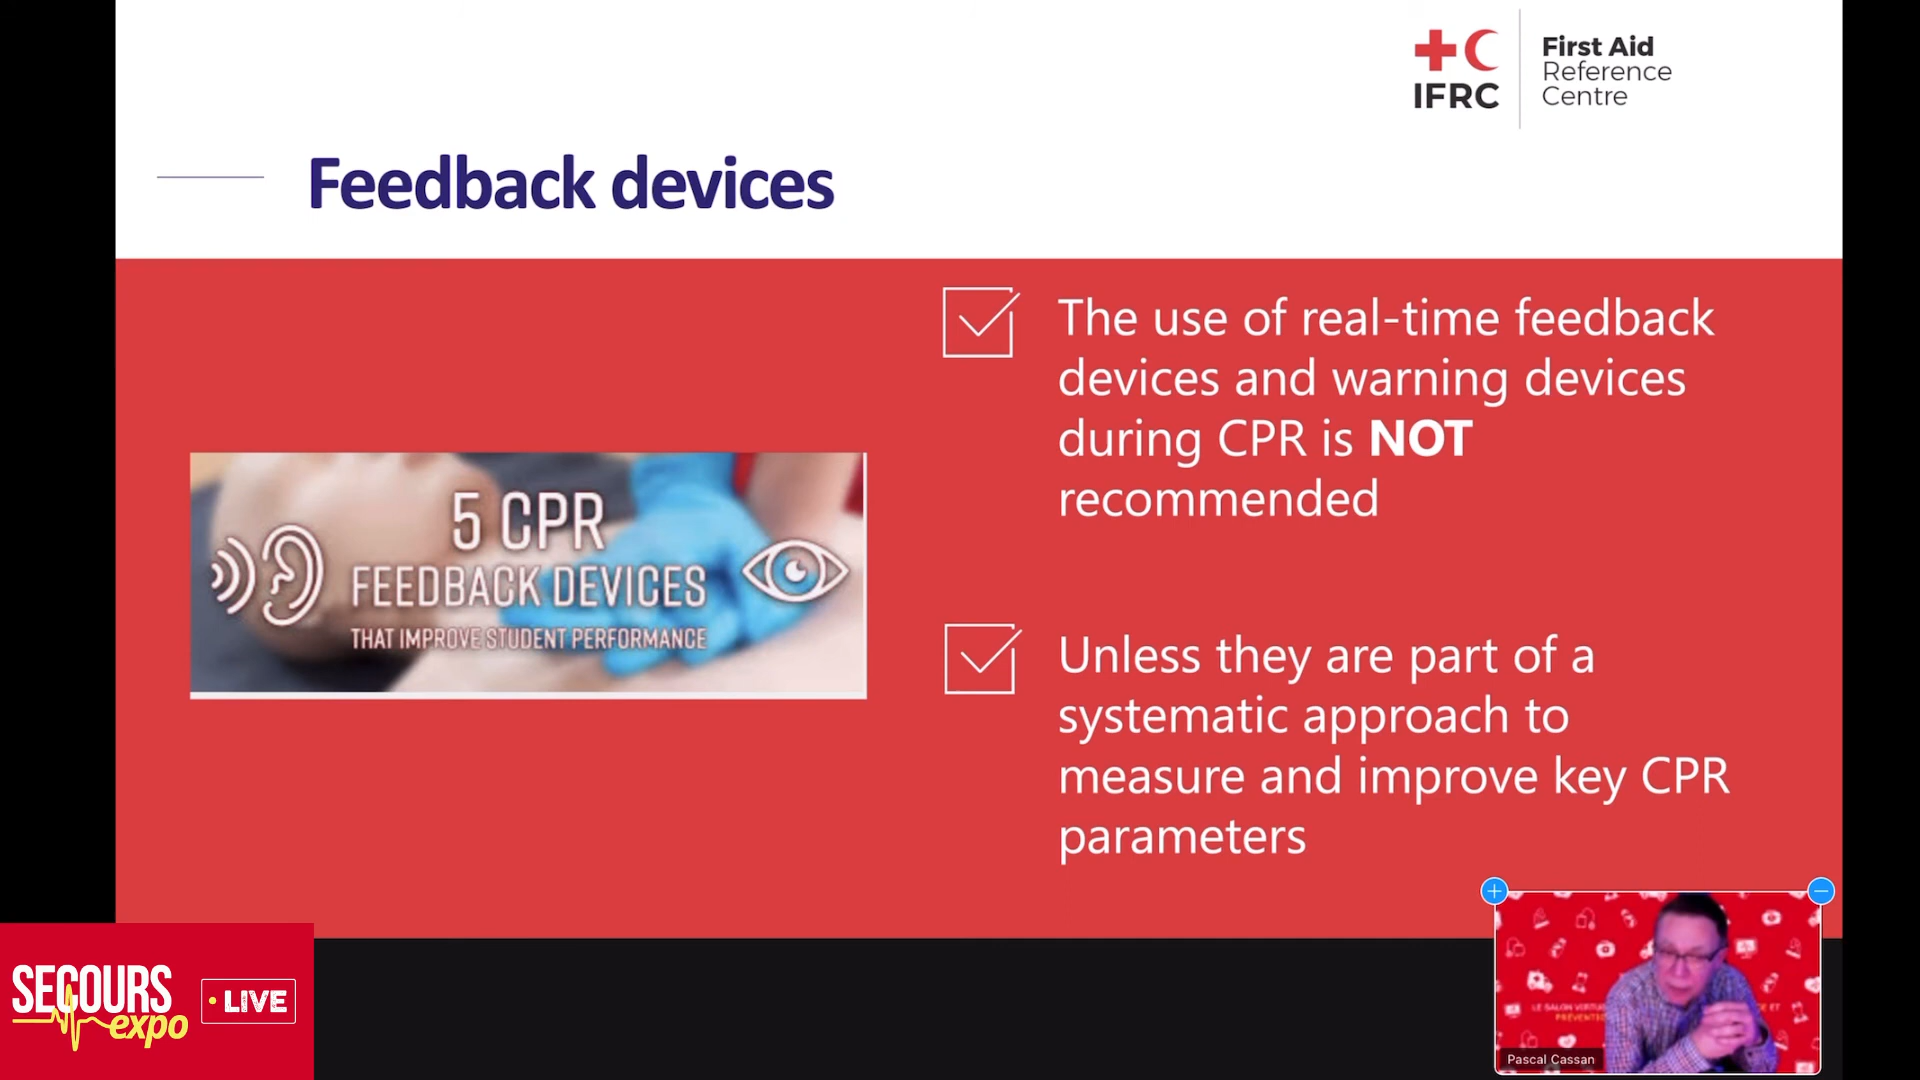 IFRC
First Aid
Reference
Centre
Feedback devices
The use of real-time feedback
devices and warning devices
during CPR is NOT
recommended
5 CPR
FEEDBACK DEVICES
THAT IMPROVE STUDENT PERFORMANCE
Unless they are part of a
systematic approach to
measure and improve key CPR
parameters
SECOURS
expo
LIVE
LE SALON
Pascal Cassan